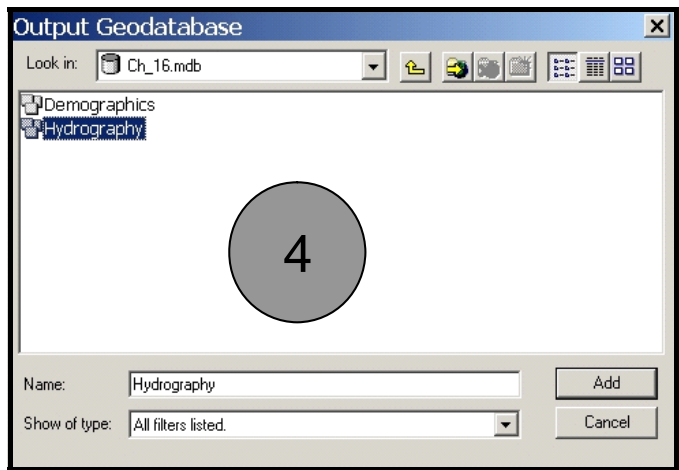 Output Geodatabase
Look in: Ch_16.mdb
Demographics
Hydrography
4
Name: Hydrography Add
Show of type: All filters listed. Cancel